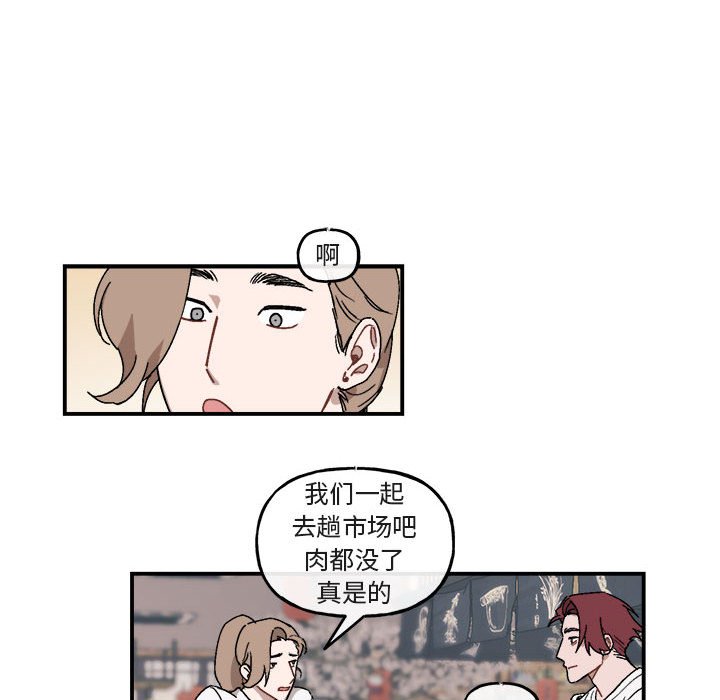 啊
我们一起
去趟市场吧
肉都没了
真是的